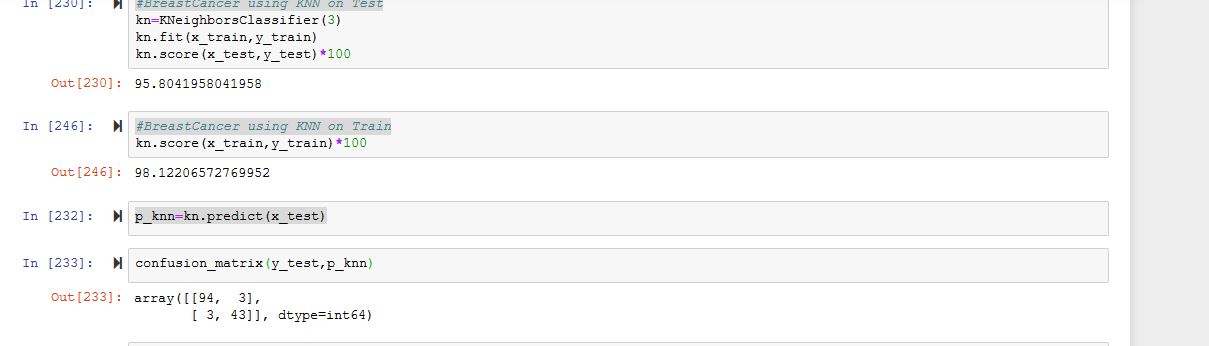 In [230]: #BreastCancer using KNN on Test
kn=KNeighborsClassifier(3)
kn.fit(x_train,y_train)
kn.score(x_test,y_test)*100
Out[230]: 95.8041958041958
In [246]: #BreastCancer using KNN on Train
kn.score(x_train,y_train)*100
Out[246]: 98.12206572769952
In [232]: p_knn=kn.predict(x_test)
In [233]: confusion_matrix(y_test,p_knn)
Out[233]: array([[94,  3],
[ 3, 43]], dtype=int64)